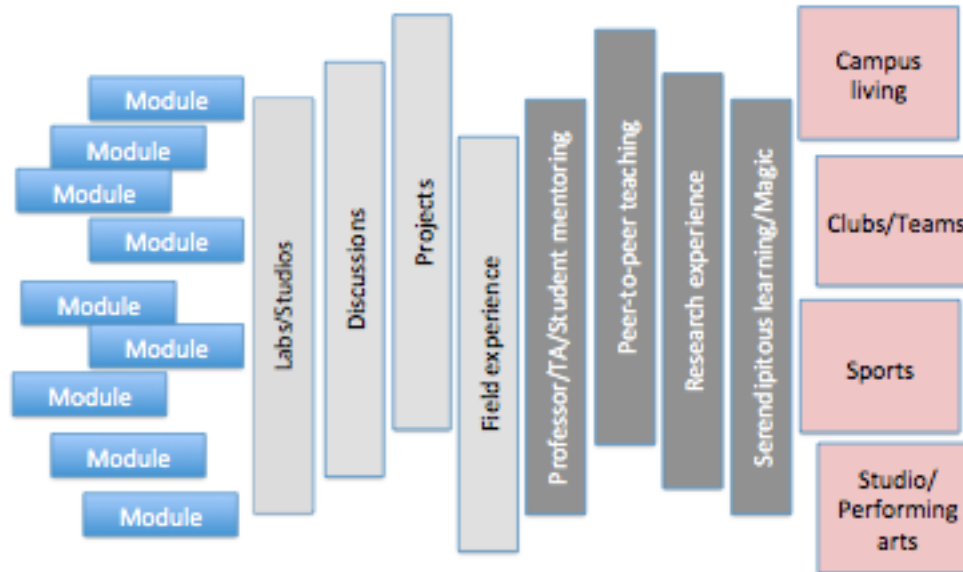 Module
Module
Module
Module
Module
Module
Module
Module
Module
Labs/Studios
Discussions
Projects
Field experience
Professor/TA/Student mentoring
Peer-to-peer teaching
Research experience
Serendipitous learning/Magic
Campus
living
Clubs/Teams
Sports
Studio/
Performing
arts